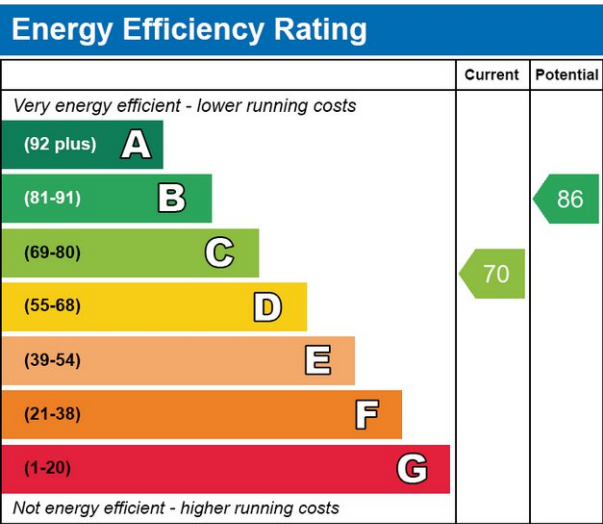 Energy Efficiency Rating
Current Potential
Very energy efficient - lower running costs
(92 plus) A
(81-91) B
86
(69-80) C
70
(55-68) D
(39-54) E
(21-38) F
(1-20) G
Not energy efficient - higher running costs